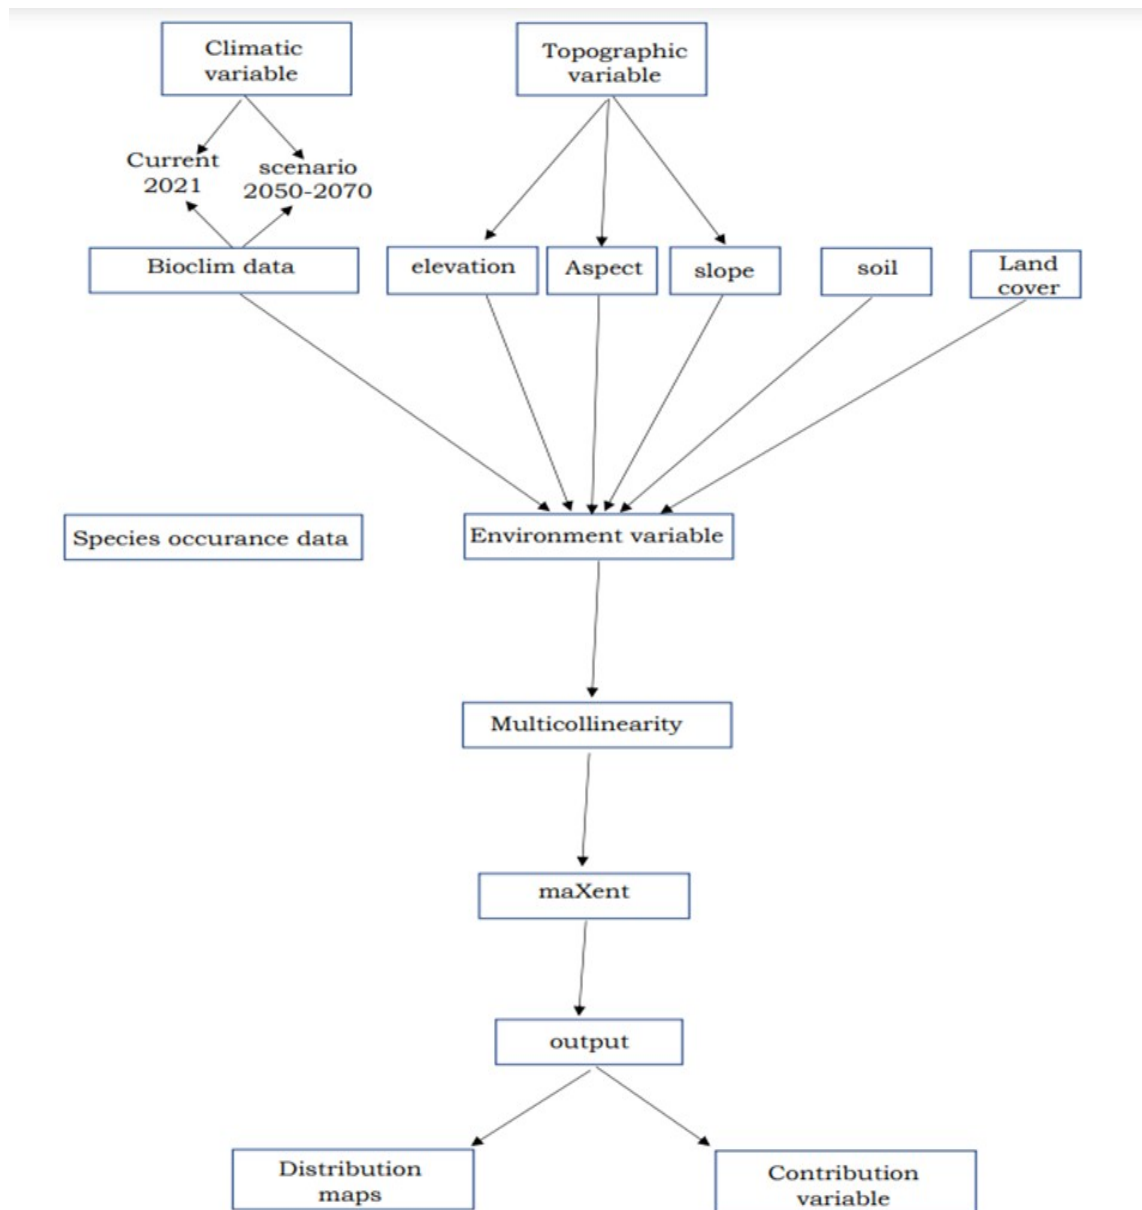 Climatic
variable
Topographic
variable
Current
2021
scenario
2050-2070
Bioclim data
elevation
Aspect
slope
soil
Land
cover
Species occurance data
Environment variable
Multicollinearity
maXent
output
Distribution
maps
Contribution
variable